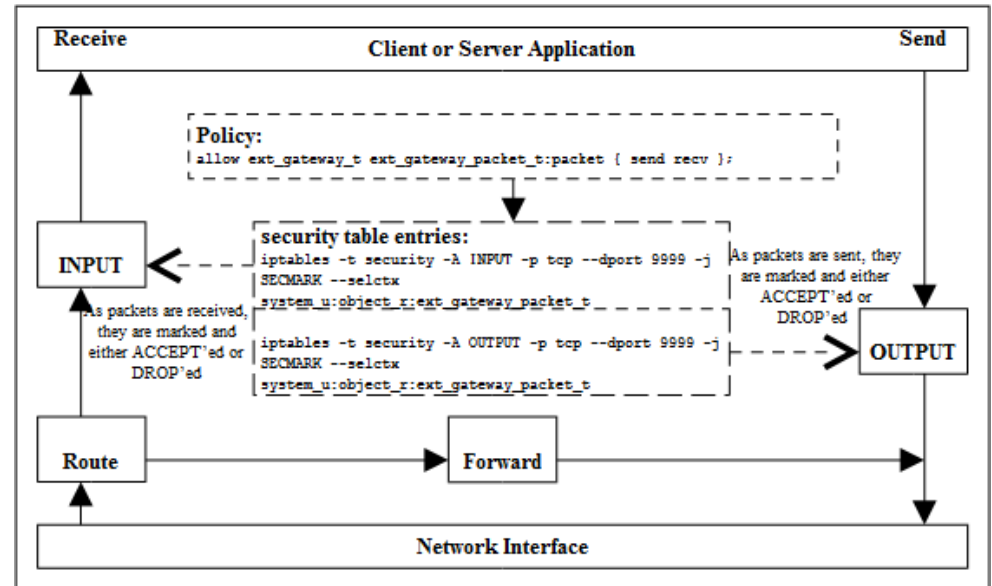 Receive
Client or Server Application
Send
Policy:
allow ext_gateway_t ext_gateway_packet_t:packet { send recv };
security table entries:
iptables -t security -A INPUT -p tcp --dport 9999 -j
SECMARK --selctx
system_u:object_r:ext_gateway_packet_t
INPUT
As packets are received,
they are marked and
either ACCEPT'ed or
DROP'ed
As packets are sent, they
are marked and either
ACCEPT'ed or
DROP'ed
iptables -t security -A OUTPUT -p tcp --dport 9999 -j
SECMARK --selctx
system_u:object_r:ext_gateway_packet_t
OUTPUT
Route
Forward
Network Interface